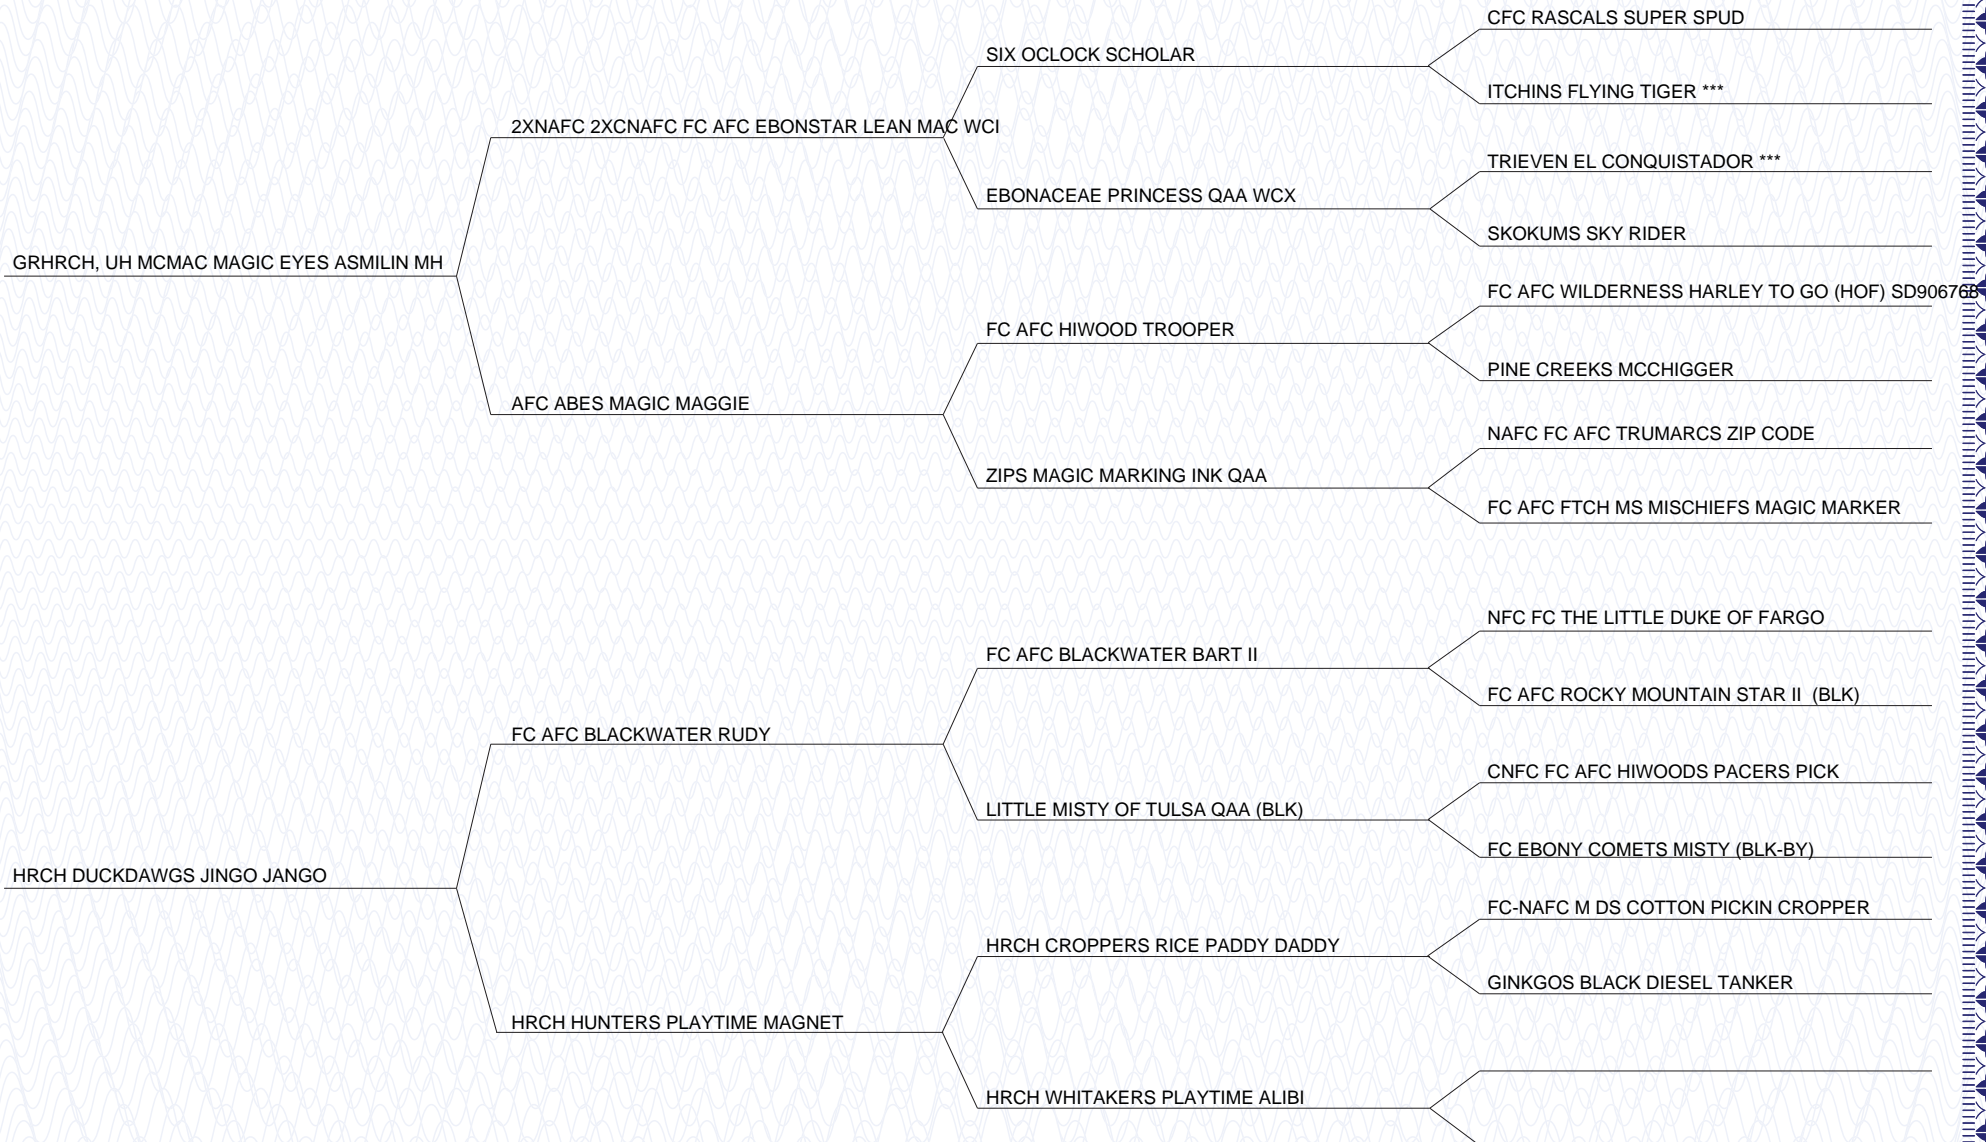 CFC RASCALS SUPER SPUD
SIX OCLOCK SCHOLAR
ITCHINS FLYING TIGER ***
2XNAFC 2XCNAFC FC AFC EBONSTAR LEAN MAC WCI
TRIEVEN EL CONQUISTADOR ***
EBONACEAE PRINCESS QAA WCX
SKOKUMS SKY RIDER
GRHRCH, UH MCMAC MAGIC EYES ASMILIN MH
FC AFC WILDERNESS HARLEY TO GO (HOF) SD906768
FC AFC HIWOOD TROOPER
PINE CREEKS MCCHIGGER
AFC ABES MAGIC MAGGIE
NAFC FC AFC TRUMARCS ZIP CODE
ZIPS MAGIC MARKING INK QAA
FC AFC FTCH MS MISCHIEFS MAGIC MARKER
NFC FC THE LITTLE DUKE OF FARGO
FC AFC BLACKWATER BART II
FC AFC ROCKY MOUNTAIN STAR II  (BLK)
FC AFC BLACKWATER RUDY
CNFC FC AFC HIWOODS PACERS PICK
LITTLE MISTY OF TULSA QAA (BLK)
FC EBONY COMETS MISTY (BLK-BY)
HRCH DUCKDAWGS JINGO JANGO
FC-NAFC M DS COTTON PICKIN CROPPER
HRCH CROPPERS RICE PADDY DADDY
GINKGOS BLACK DIESEL TANKER
HRCH HUNTERS PLAYTIME MAGNET
HRCH WHITAKERS PLAYTIME ALIBI